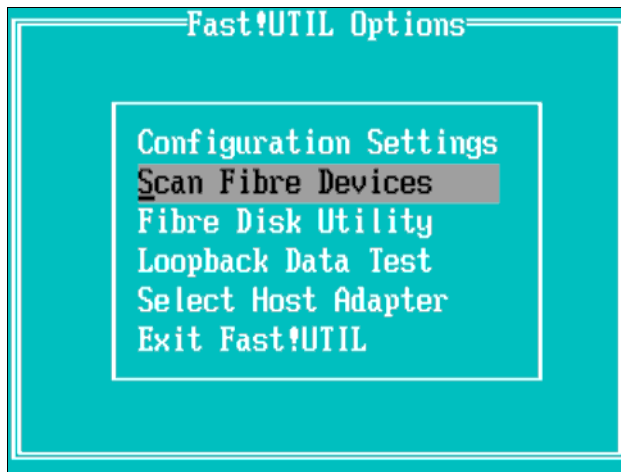 Fast!UTIL Options
Configuration Settings
Scan Fibre Devices
Fibre Disk Utility
Loopback Data Test
Select Host Adapter
Exit Fast!UTIL